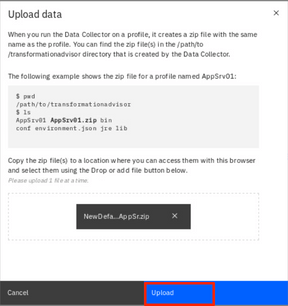 Upload data
When you run the Data Collector on a profile, it creates a zip file with the same
name as the profile. You can find the zip file(s) in the /path/to
/transformationadvisor directory that is created by the Data Collector.
The following example shows the zip file for a profile named AppSrv01:
$ pwd
/path/to/transformationadvisor
$ ls
AppSrv01 AppSrv01.zip bin
conf environment.json jre lib
Copy the zip file(s) to a location where you can access them with this browser
and select them using the Drop or add file button below.
Please upload 1 file at a time.
NewDefa...AppSr.zip
Cancel
Upload